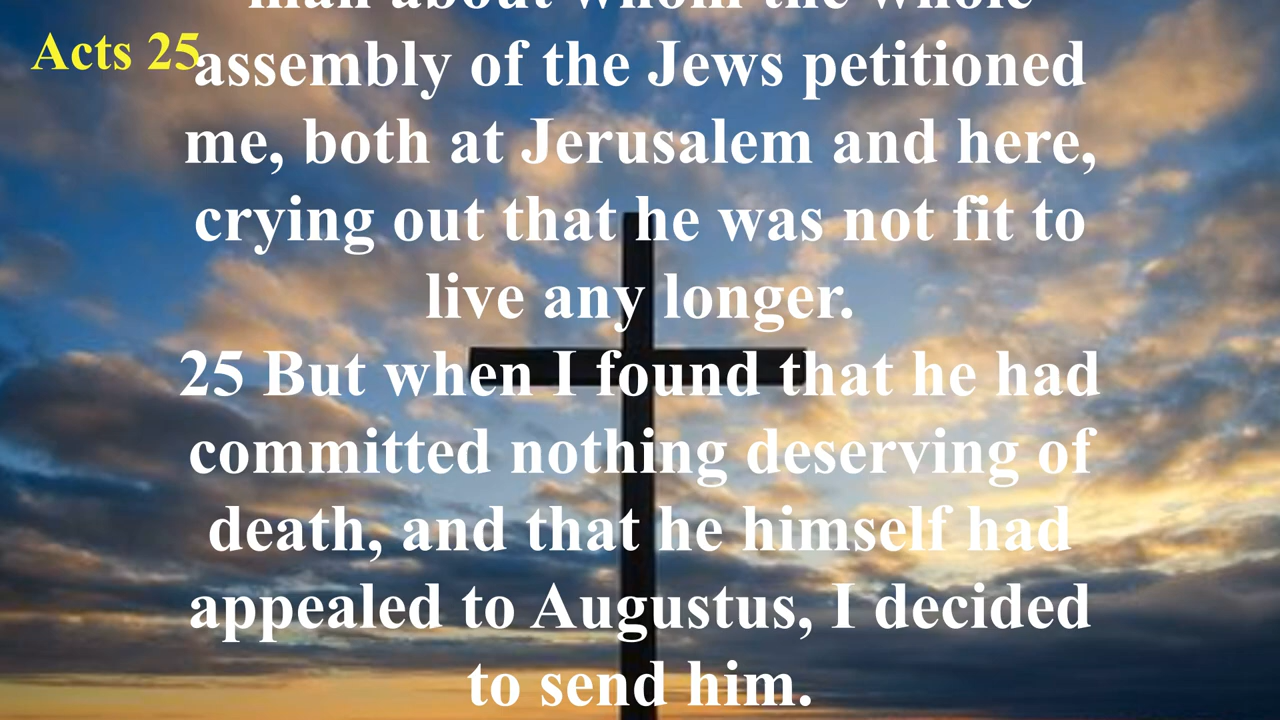 man about whom the whole
Acts 25
assembly of the Jews petitioned
me, both at Jerusalem and here,
crying out that he was not fit to
live any longer.
25 But when I found that he had
committed nothing deserving of
death, and that he himself had
appealed to Augustus, I decided
to send him.